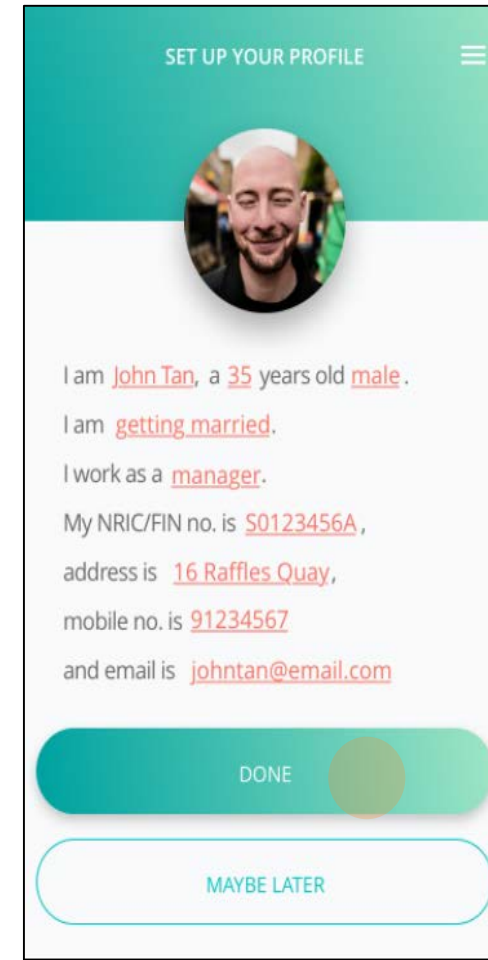 SET UP YOUR PROFILE
I am John Tan, a 35 years old male.
I am getting married.
I work as a manager.
My NRIC/FIN no. is S0123456A,
address is 16 Raffles Quay,
mobile no. is 91234567
and email is johntan@email.com
DONE
MAYBE LATER